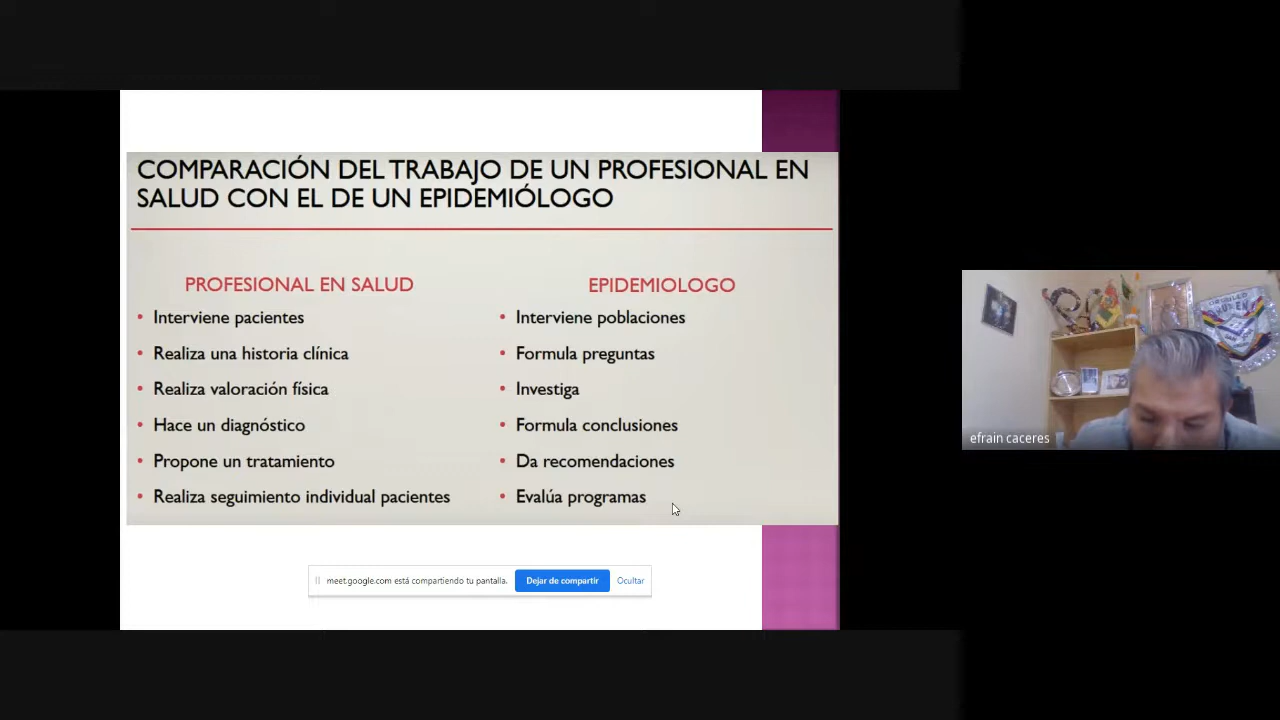 COMPARACIÓN DEL TRABAJO DE UN PROFESIONAL EN
SALUD CON EL DE UN EPIDEMIÓLOGO
PROFESIONAL EN SALUD
• Interviene pacientes
• Realiza una historia clínica
• Realiza valoración física
• Hace un diagnóstico
• Propone un tratamiento
• Realiza seguimiento individual pacientes
EPIDEMIOLOGO
• Interviene poblaciones
• Formula preguntas
• Investiga
• Formula conclusiones
• Da recomendaciones
• Evalúa programas
meet.google.com está compartiendo tu pantalla. Dejar de compartir Ocultar
ORGULLO
efrain caceres